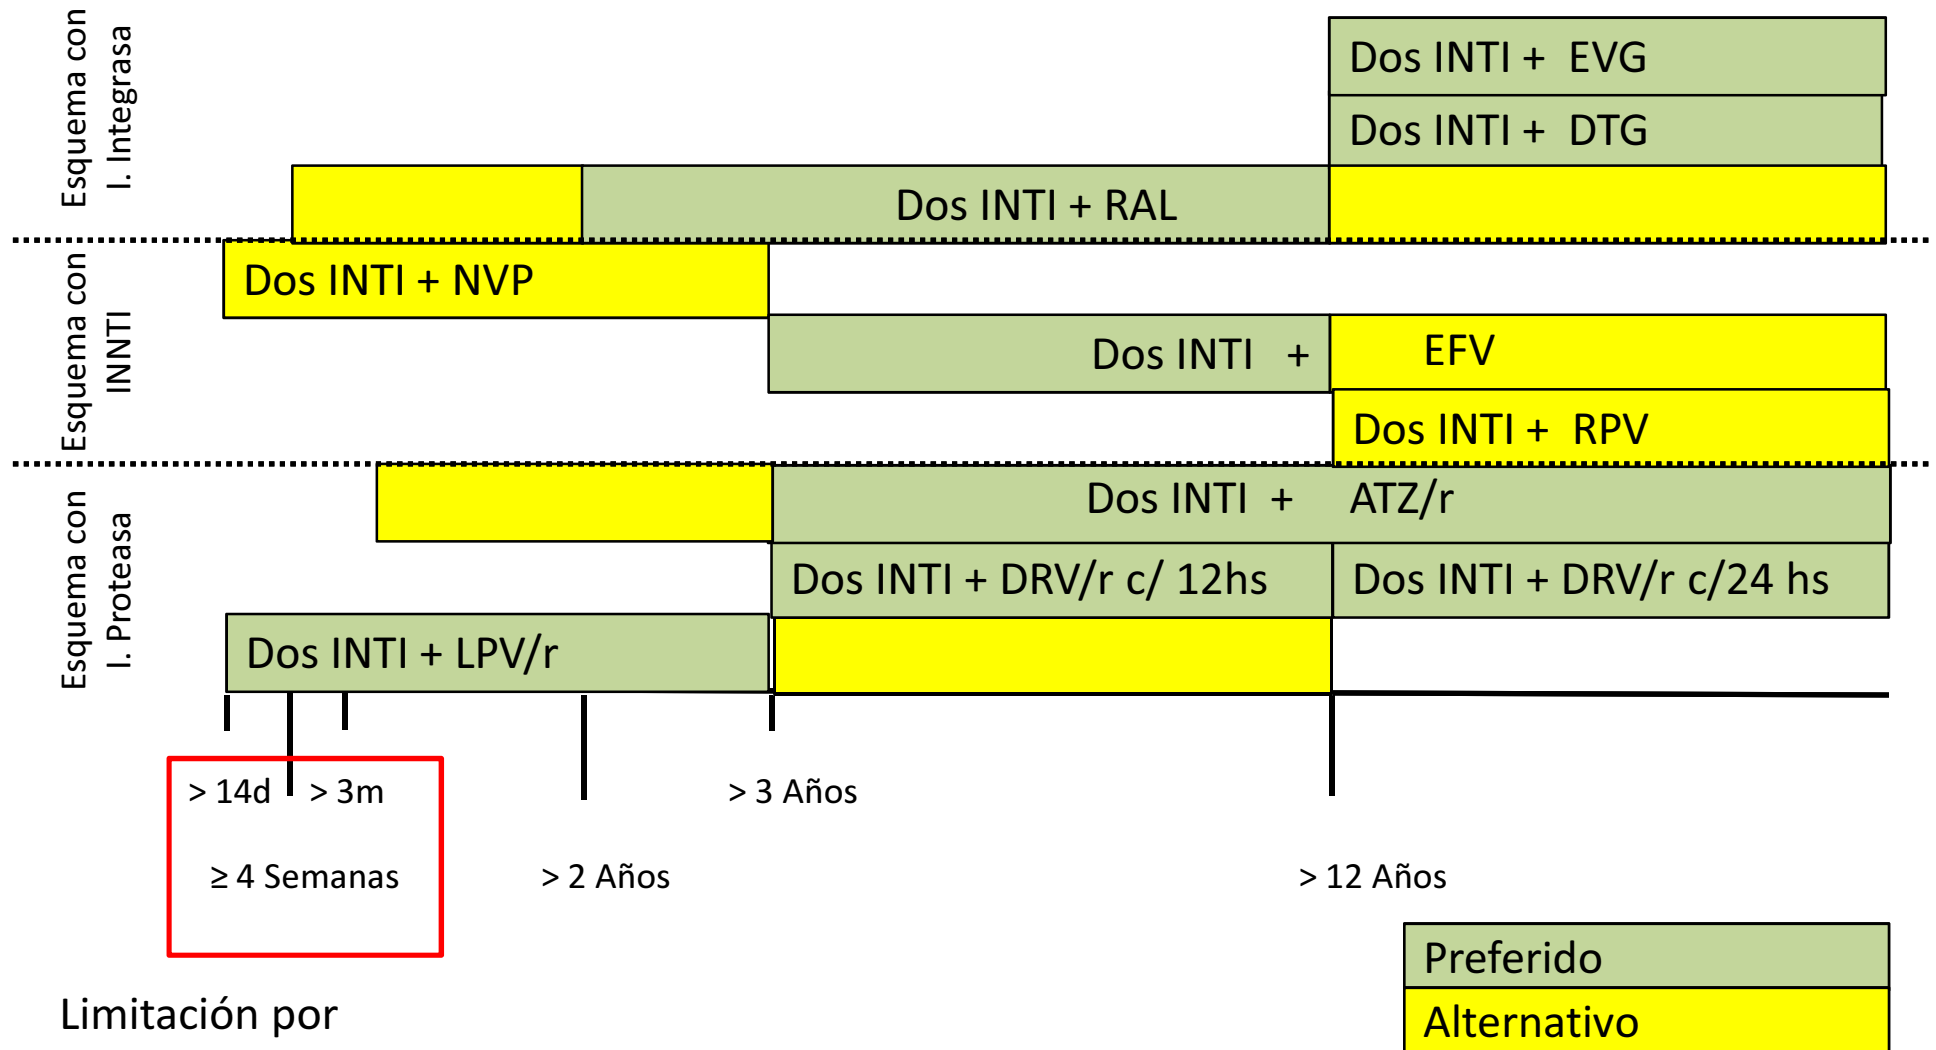 Esquema con
I. Integrasa
Dos INTI + EVG
Dos INTI + DTG
Dos INTI + RAL
Esquema con
INNTI
Dos INTI + NVP
Dos INTI + EFV
Dos INTI + RPV
Esquema con
I. Proteasa
Dos INTI + ATZ/r
Dos INTI + DRV/r c/ 12hs
Dos INTI + DRV/r c/24 hs
Dos INTI + LPV/r
> 14d
> 3m
> 3 Años
≥ 4 Semanas
> 2 Años
> 12 Años
Preferido
Alternativo
Limitación por